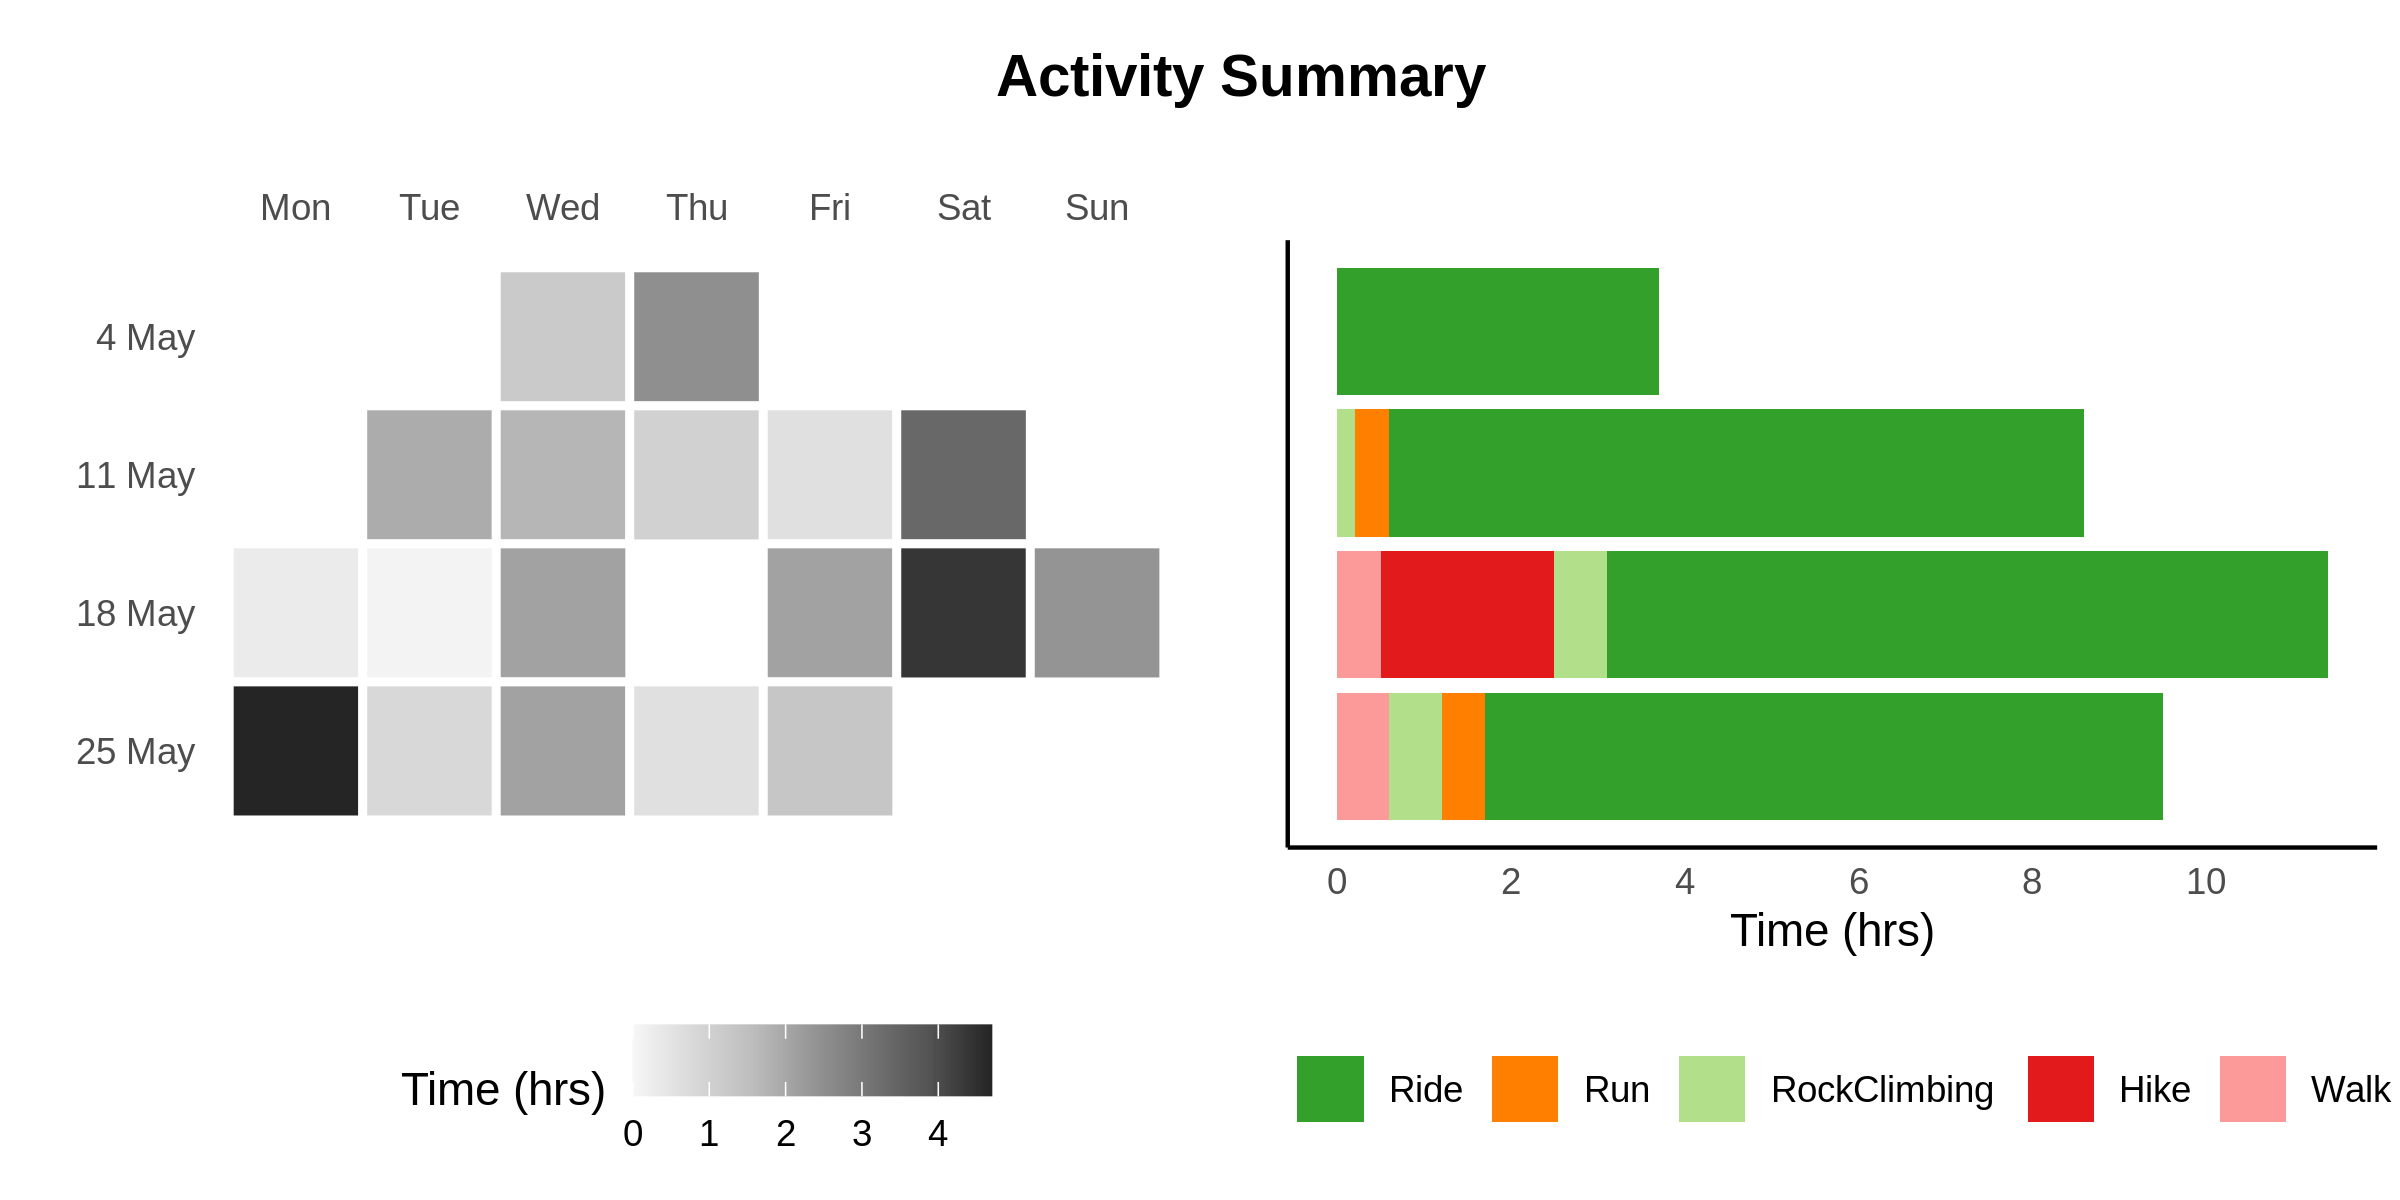 Activity Summary
Mon Tue Wed Thu Fri Sat Sun
4 May
11 May
18 May
25 May
0 2 4 6 8 10
Time (hrs)
Time (hrs)
0 1 2 3 4
Ride Run RockClimbing Hike Walk